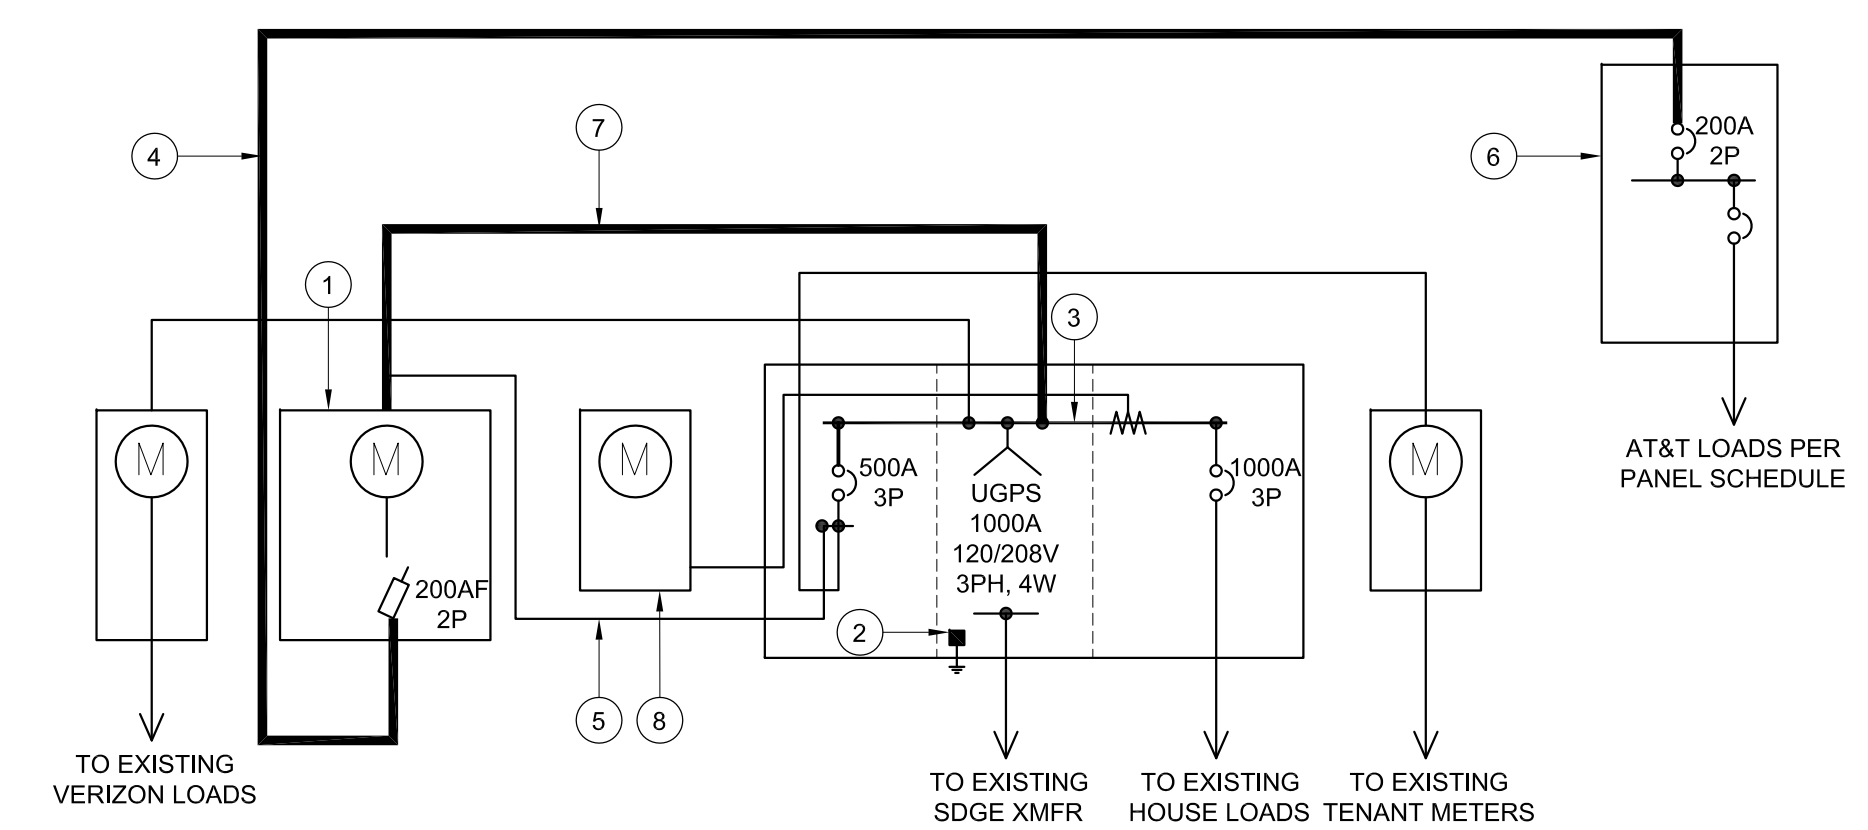 4
7
6
200A
2P
1
3
M
M
M
M
500A
3P
1000A
3P
UGPS
1000A
120/208V
3PH, 4W
200AF
2P
2
5
8
AT&T LOADS PER
PANEL SCHEDULE
TO EXISTING
VERIZON LOADS
TO EXISTING
SDGE XMFR
TO EXISTING
HOUSE LOADS
TO EXISTING
TENANT METERS